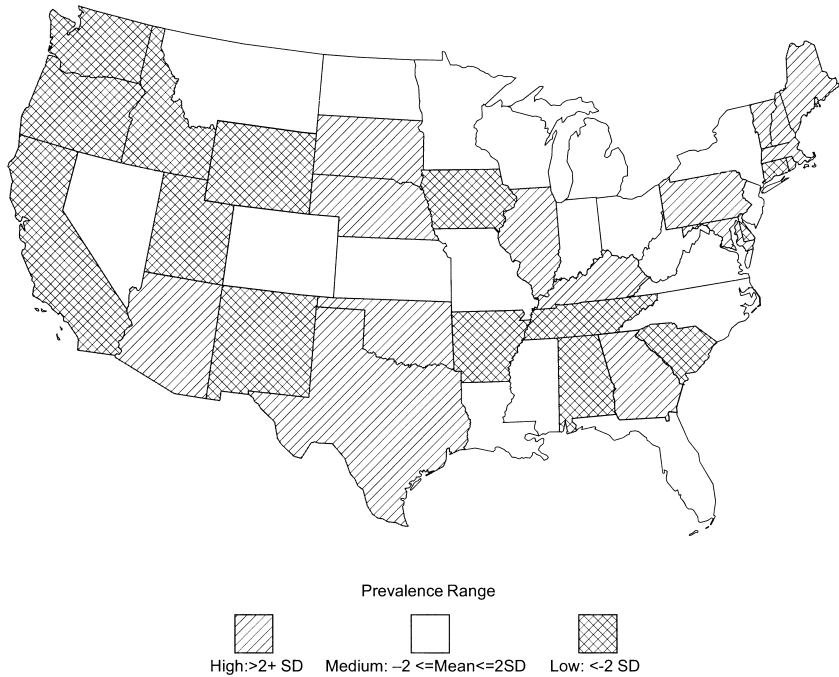 Prevalence Range
High:>2+ SD Medium: –2 <=Mean<=2SD Low: <-2 SD